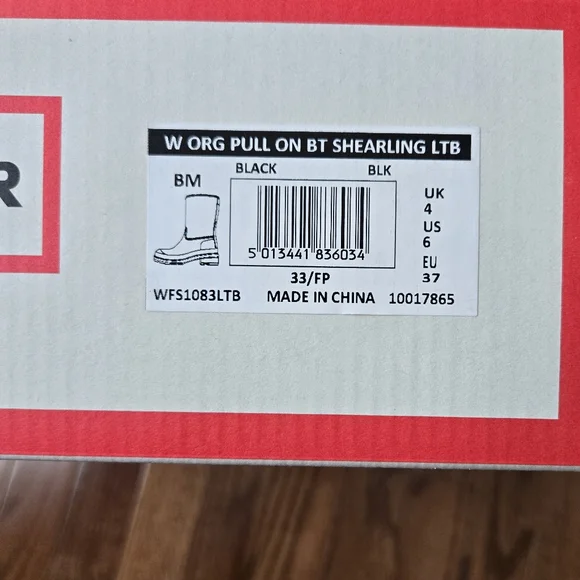 R
W ORG PULL ON BT SHEARLING LTB
BLACK BLK
BM
5 013441 836034
33/FP
UK
4
US
6
EU
37
WFS1083LTB MADE IN CHINA 10017865